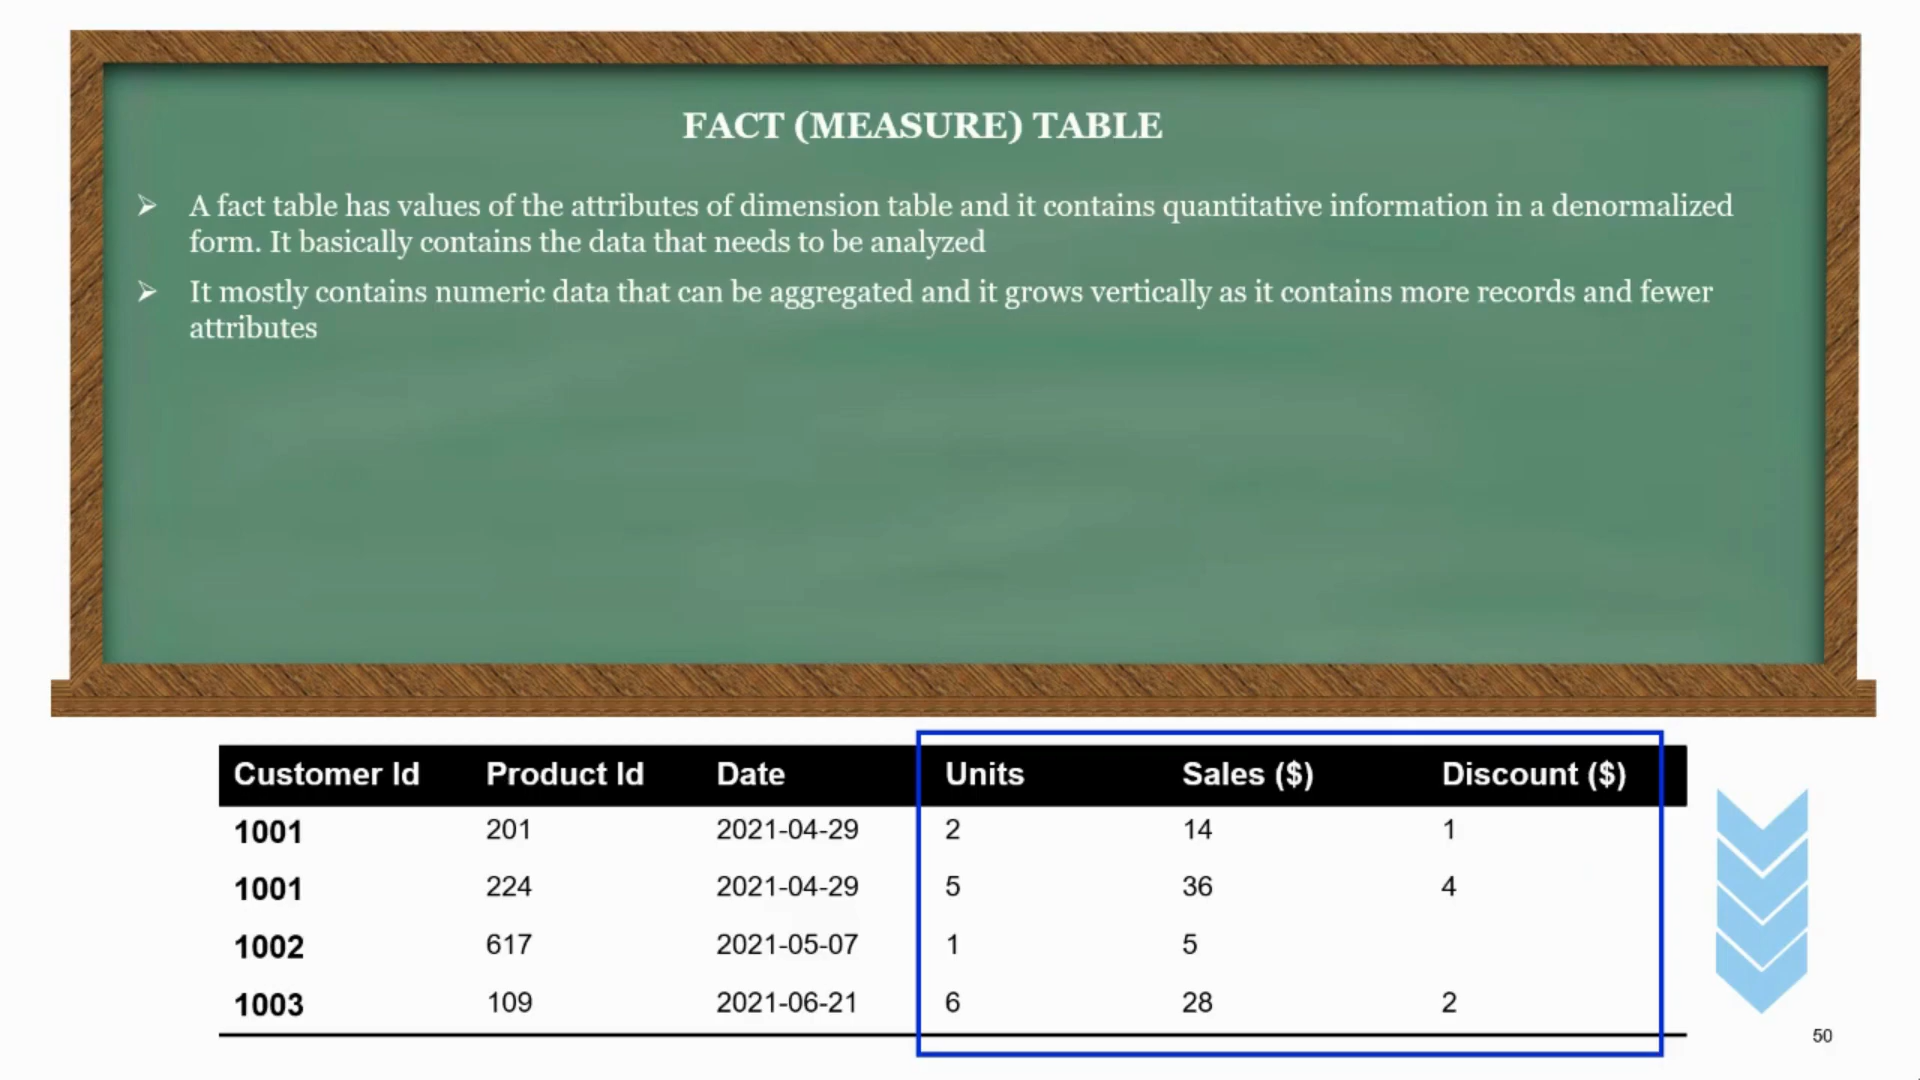 FACT (MEASURE) TABLE
A fact table has values of the attributes of dimension table and it contains quantitative information in a denormalized
form. It basically contains the data that needs to be analyzed
It mostly contains numeric data that can be aggregated and it grows vertically as it contains more records and fewer
attributes
Customer Id Product Id Date Units Sales ($) Discount ($)
1001 201 2021-04-29 2 14 1
1001 224 2021-04-29 5 36 4
1002 617 2021-05-07 1 5
1003 109 2021-06-21 6 28 2
50